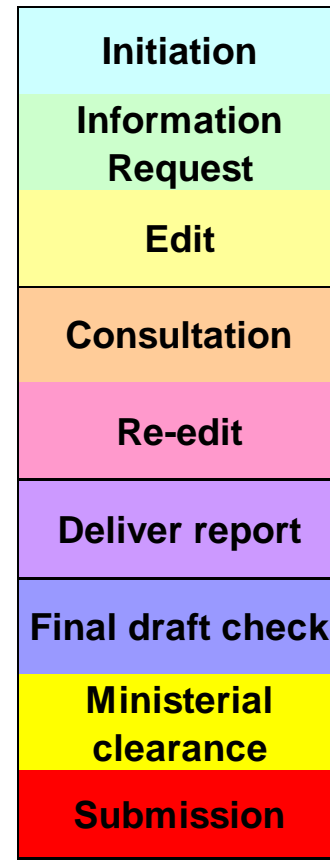 Initiation
Information
Request
Edit
Consultation
Re-edit
Deliver report
Final draft check
Ministerial
clearance
Submission